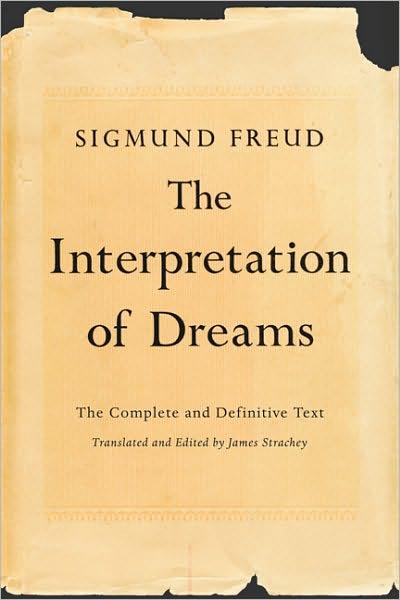 SIGMUND FREUD
The
Interpretation
of Dreams
The Complete and Definitive Text
Translated and Edited by James Strachey